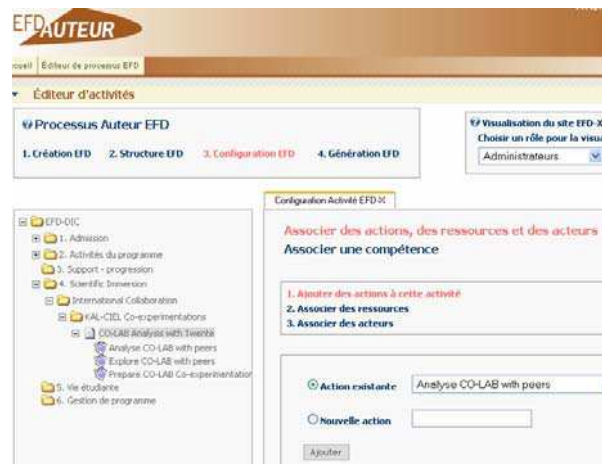 EFD
AUTEUR
Éditeur de processus EFD
Éditeur d'activités
Processus Auteur EFD
1. Création EFD 2. Structure EFD 3. Configuration EFD 4. Génération EFD
Visualisation du site EFD-X
Choisir un rôle pour la visua
Administrateurs
Configuration Activité EFD-X
EFD-DIC
1. Admission
2. Activités du programme
3. Support - progression
4. Scientific Immersion
International Collaboration
KAL-CIEL Co-experimentations
CO-LAB Analysis with Twente
Analyse CO-LAB with peers
Explore CO-LAB with peers
Prepare CO-LAB Co-experimentation
5. Vie étudiante
6. Gestion de programme
Associer des actions, des ressources et des acteurs
Associer une compétence
1. Ajouter des actions à cette activité
2. Associer des ressources
3. Associer des acteurs
Action existante Analyse CO-LAB with peers
Nouvelle action
Ajouter